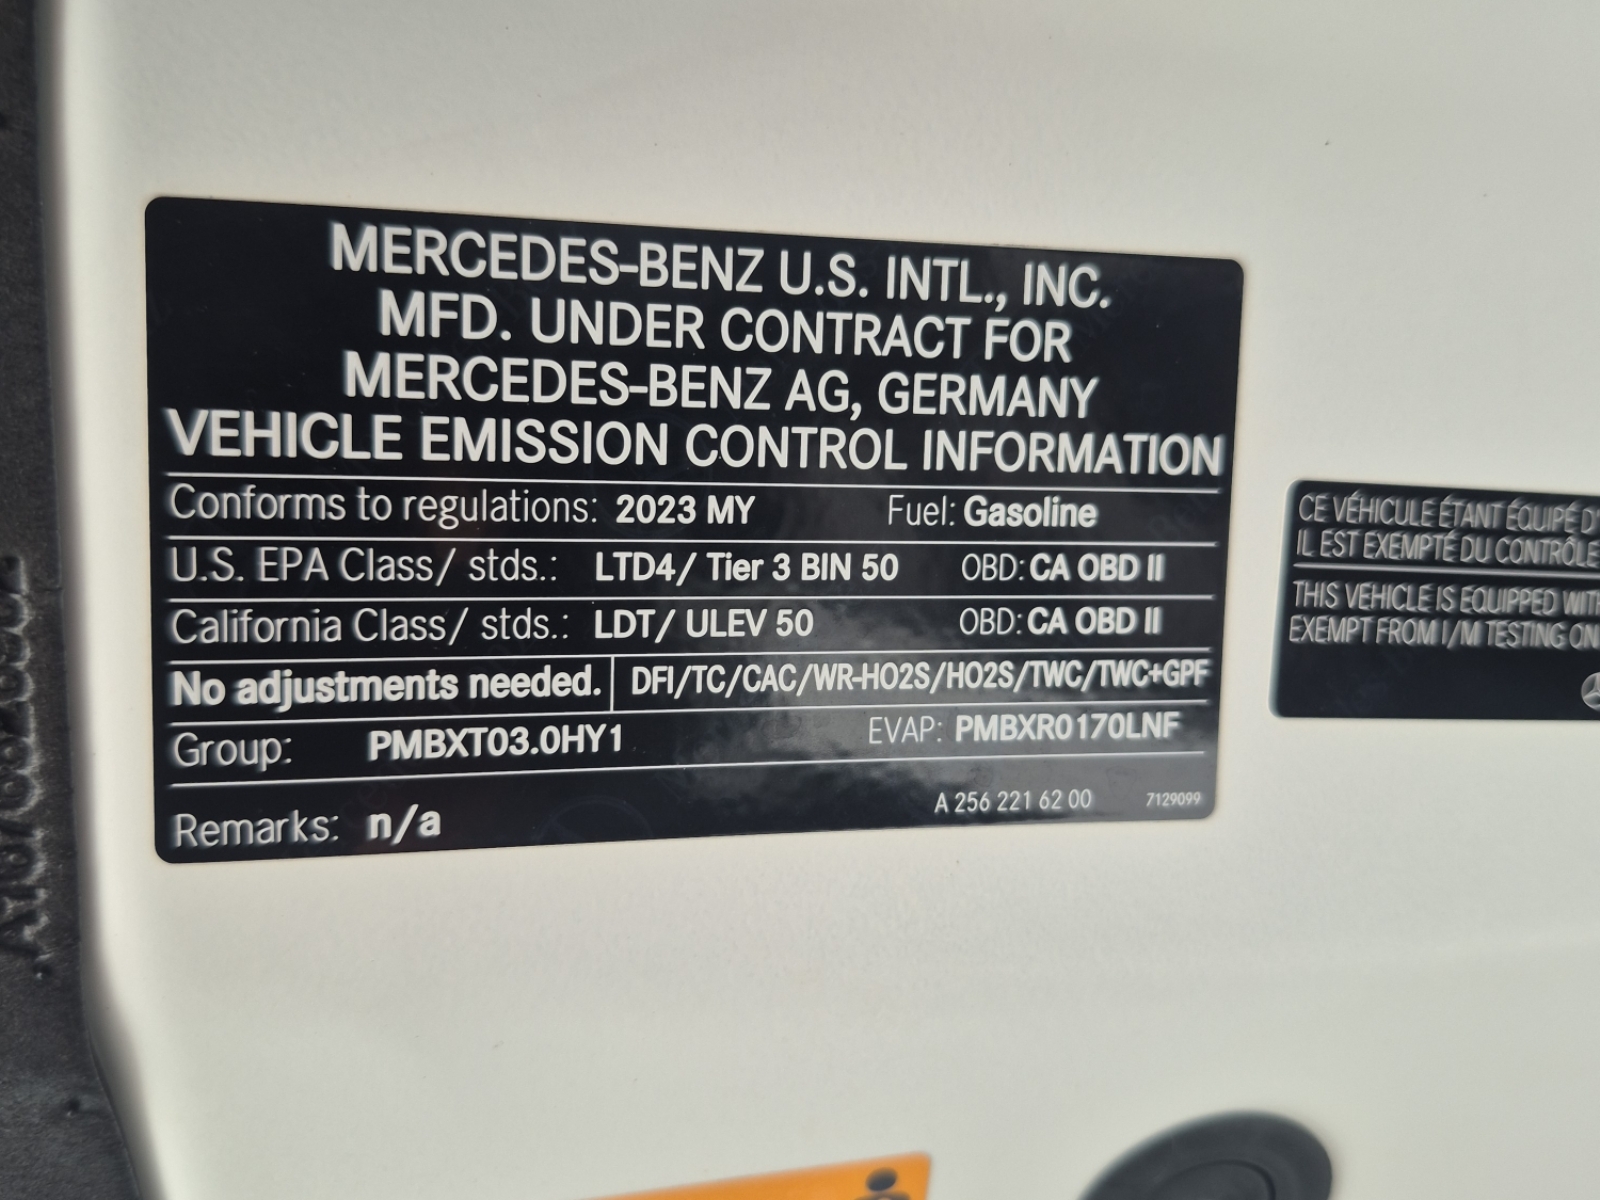 MERCEDES-BENZ U.S. INTL., INC.
MFD. UNDER CONTRACT FOR
MERCEDES-BENZ AG, GERMANY
VEHICLE EMISSION CONTROL INFORMATION
Conforms to regulations: 2023 MY Fuel: Gasoline
U.S. EPA Class/ stds.: LTD4/ Tier 3 BIN 50 OBD: CA OBD II
California Class/ stds.: LDT/ ULEV 50 OBD: CA OBD II
No adjustments needed. DFI/TC/CAC/WR-HO2S/HO2S/TWC/TWC+GPF
Group: PMBXT03.0HY1 EVAP: PMBXR0170LNF
Remarks: n/a A 256 221 62 00 7129099
CE VÉHICULE ÉTANT ÉQUIPÉ D'
IL EST EXEMPTÉ DU CONTRÔLE
THIS VEHICLE IS EQUIPPED WITH
EXEMPT FROM I/M TESTING ON